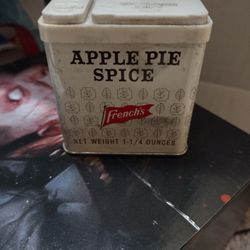 APPLE PIE
SPICE
French's
NET WEIGHT 1-1/4 OUNCES